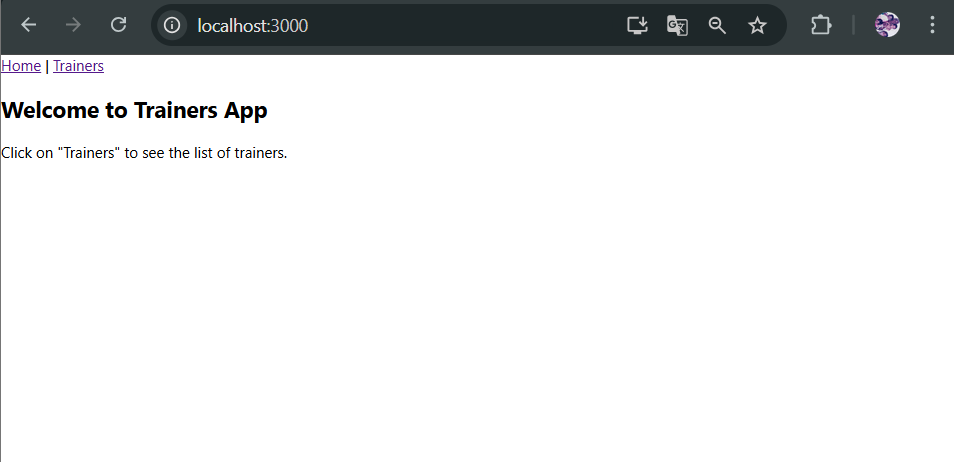 localhost:3000
Home | Trainers
Welcome to Trainers App
Click on "Trainers" to see the list of trainers.